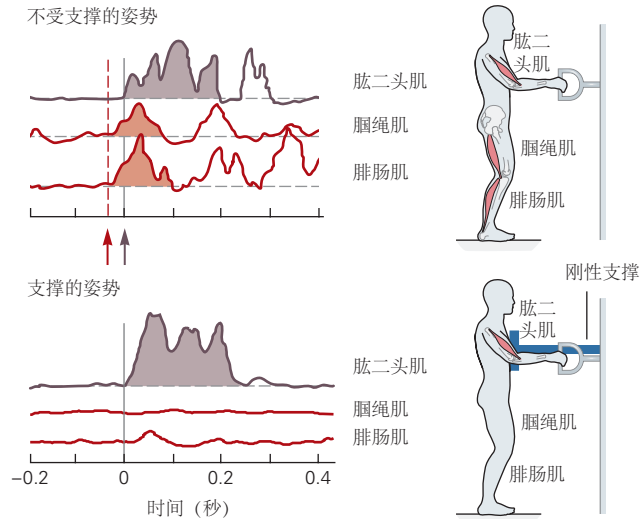 不受支撑的姿势
肱二头肌
腘绳肌
腓肠肌
肱二
头肌
腘绳肌
腓肠肌
支撑的姿势
肱二头肌
腘绳肌
腓肠肌
−0.2 0 0.2 0.4
时间（秒）
刚性支撑
肱二
头肌
腘绳肌
腓肠肌